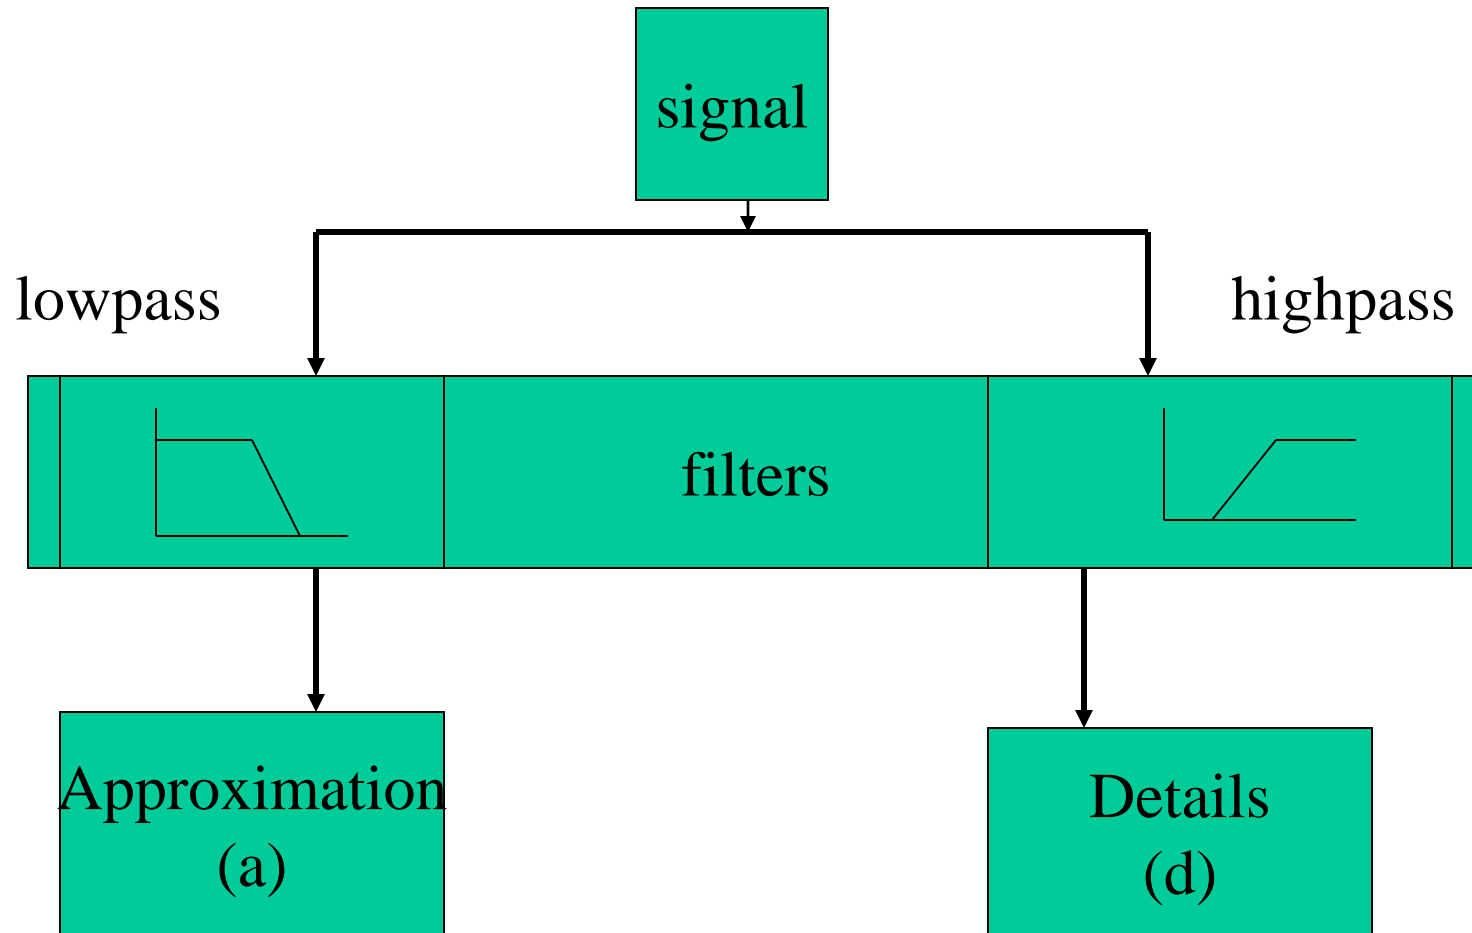 signal
lowpass
highpass
filters
Approximation
(a)
Details
(d)